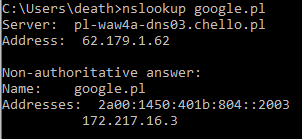 C:\Users\death>nslookup google.pl
Server:  pl-waw4a-dns03.chello.pl
Address:  62.179.1.62

Non-authoritative answer:
Name:    google.pl
Addresses:  2a00:1450:401b:804::2003
          172.217.16.3